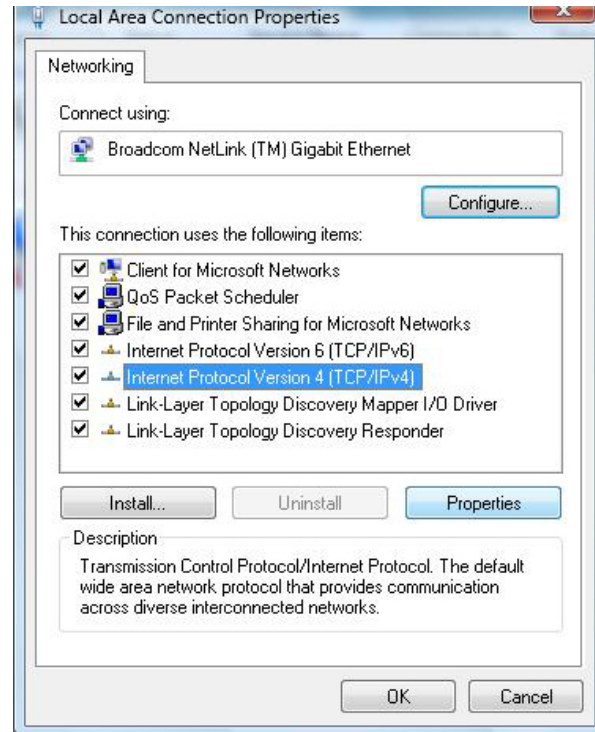 Local Area Connection Properties
Networking
Connect using:
Broadcom NetLink (TM) Gigabit Ethernet
Configure...
This connection uses the following items:
Client for Microsoft Networks
QoS Packet Scheduler
File and Printer Sharing for Microsoft Networks
Internet Protocol Version 6 (TCP/IPv6)
Internet Protocol Version 4 (TCP/IPv4)
Link-Layer Topology Discovery Mapper I/O Driver
Link-Layer Topology Discovery Responder
Install... Uninstall Properties
Description
Transmission Control Protocol/Internet Protocol. The default
wide area network protocol that provides communication
across diverse interconnected networks.
OK Cancel